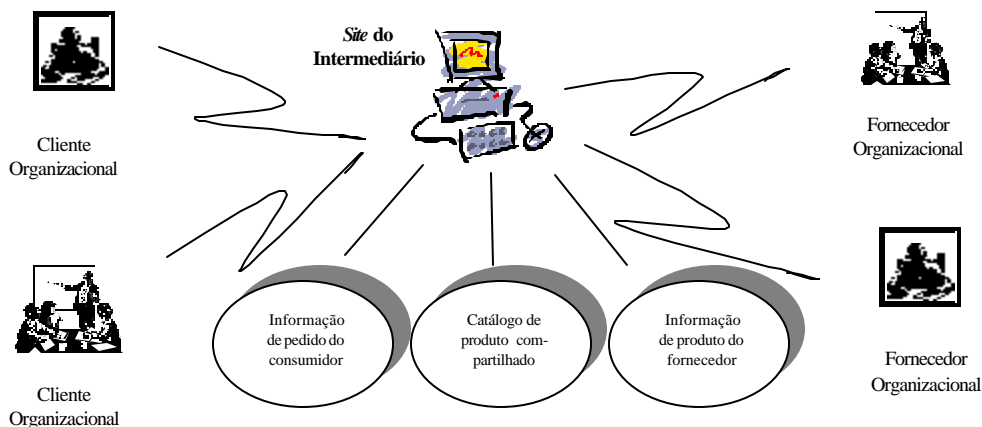 Site do
Intermediário
Cliente
Organizacional
Fornecedor
Organizacional
Cliente
Organizacional
Informação
de pedido do
consumidor
Catálogo de
produto com-
partilhado
Informação
de produto do
fornecedor
Fornecedor
Organizacional